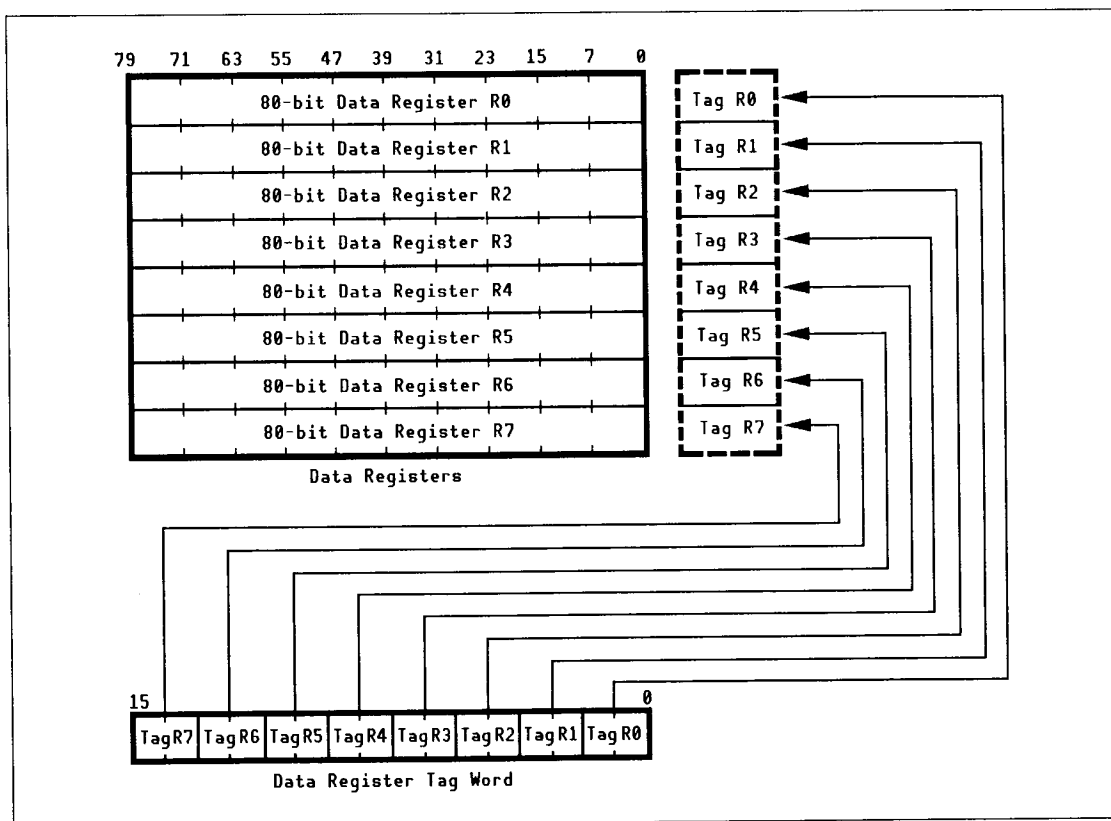 79 71 63 55 47 39 31 23 15 7 0
80-bit Data Register R0 Tag R0
80-bit Data Register R1 Tag R1
80-bit Data Register R2 Tag R2
80-bit Data Register R3 Tag R3
80-bit Data Register R4 Tag R4
80-bit Data Register R5 Tag R5
80-bit Data Register R6 Tag R6
80-bit Data Register R7 Tag R7
Data Registers
15 0
TagR7 TagR6 TagR5 TagR4 TagR3 TagR2 TagR1 TagR0
Data Register Tag Word